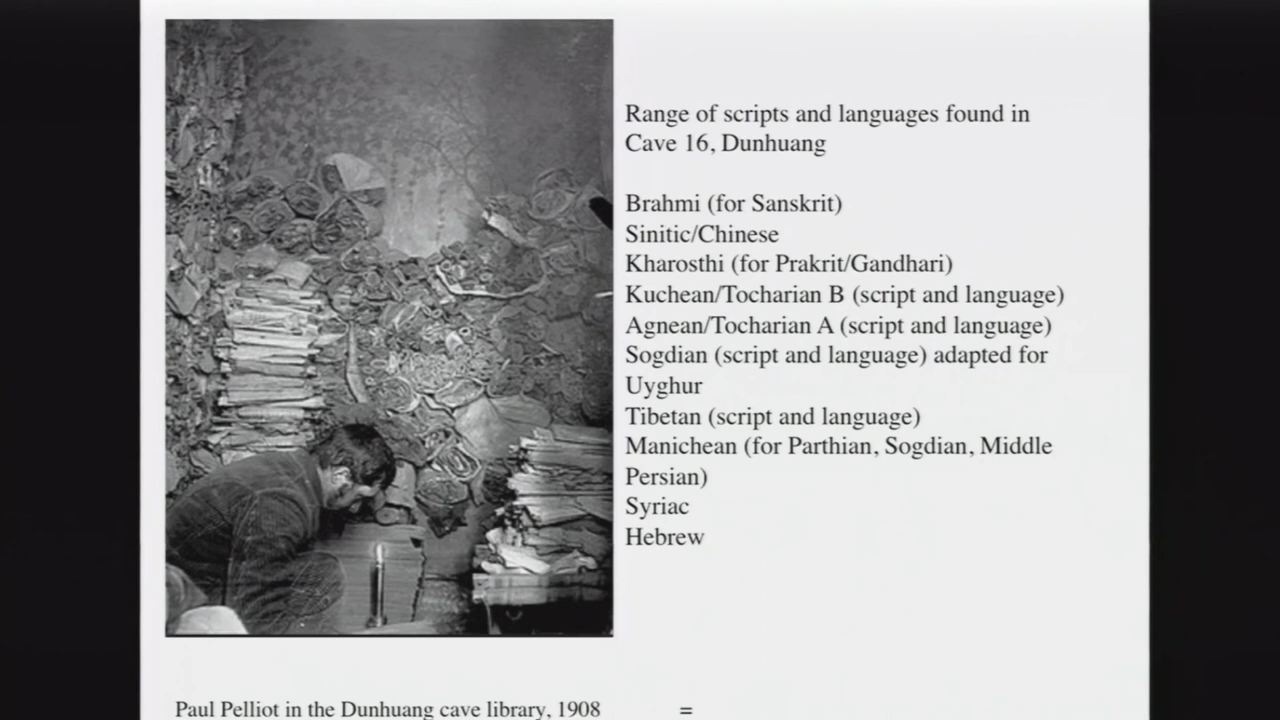 Range of scripts and languages found in
Cave 16, Dunhuang
Brahmi (for Sanskrit)
Sinitic/Chinese
Kharosthi (for Prakrit/Gandhari)
Kuchean/Tocharian B (script and language)
Agnean/Tocharian A (script and language)
Sogdian (script and language) adapted for
Uyghur
Tibetan (script and language)
Manichean (for Parthian, Sogdian, Middle
Persian)
Syriac
Hebrew
Paul Pelliot in the Dunhuang cave library, 1908 =